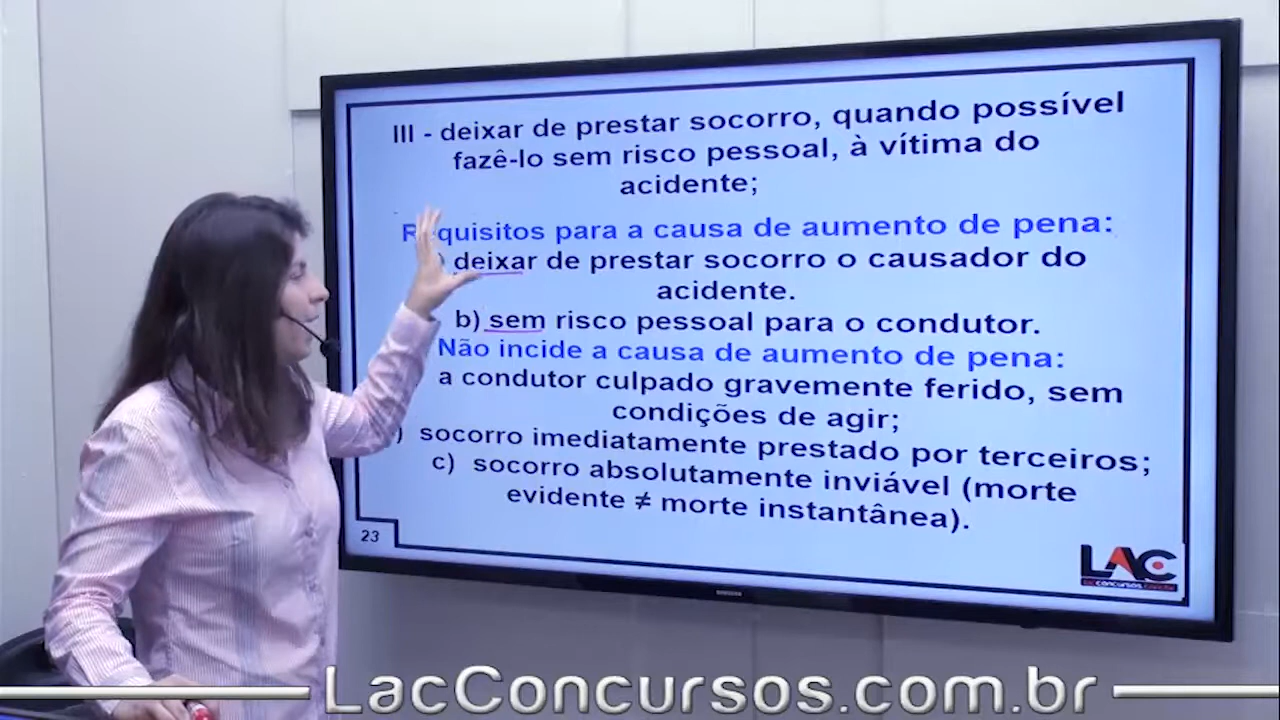 III - deixar de prestar socorro, quando possível
fazê-lo sem risco pessoal, à vítima do
acidente;
R quisitos para a causa de aumento de pena:
) deixar de prestar socorro o causador do
acidente.
b) sem risco pessoal para o condutor.
Não incide a causa de aumento de pena:
a condutor culpado gravemente ferido, sem
condições de agir;
) socorro imediatamente prestado por terceiros;
c) socorro absolutamente inviável (morte
evidente ≠ morte instantânea).
23
LAC
SAMSUNG
LacConcursos.com.br